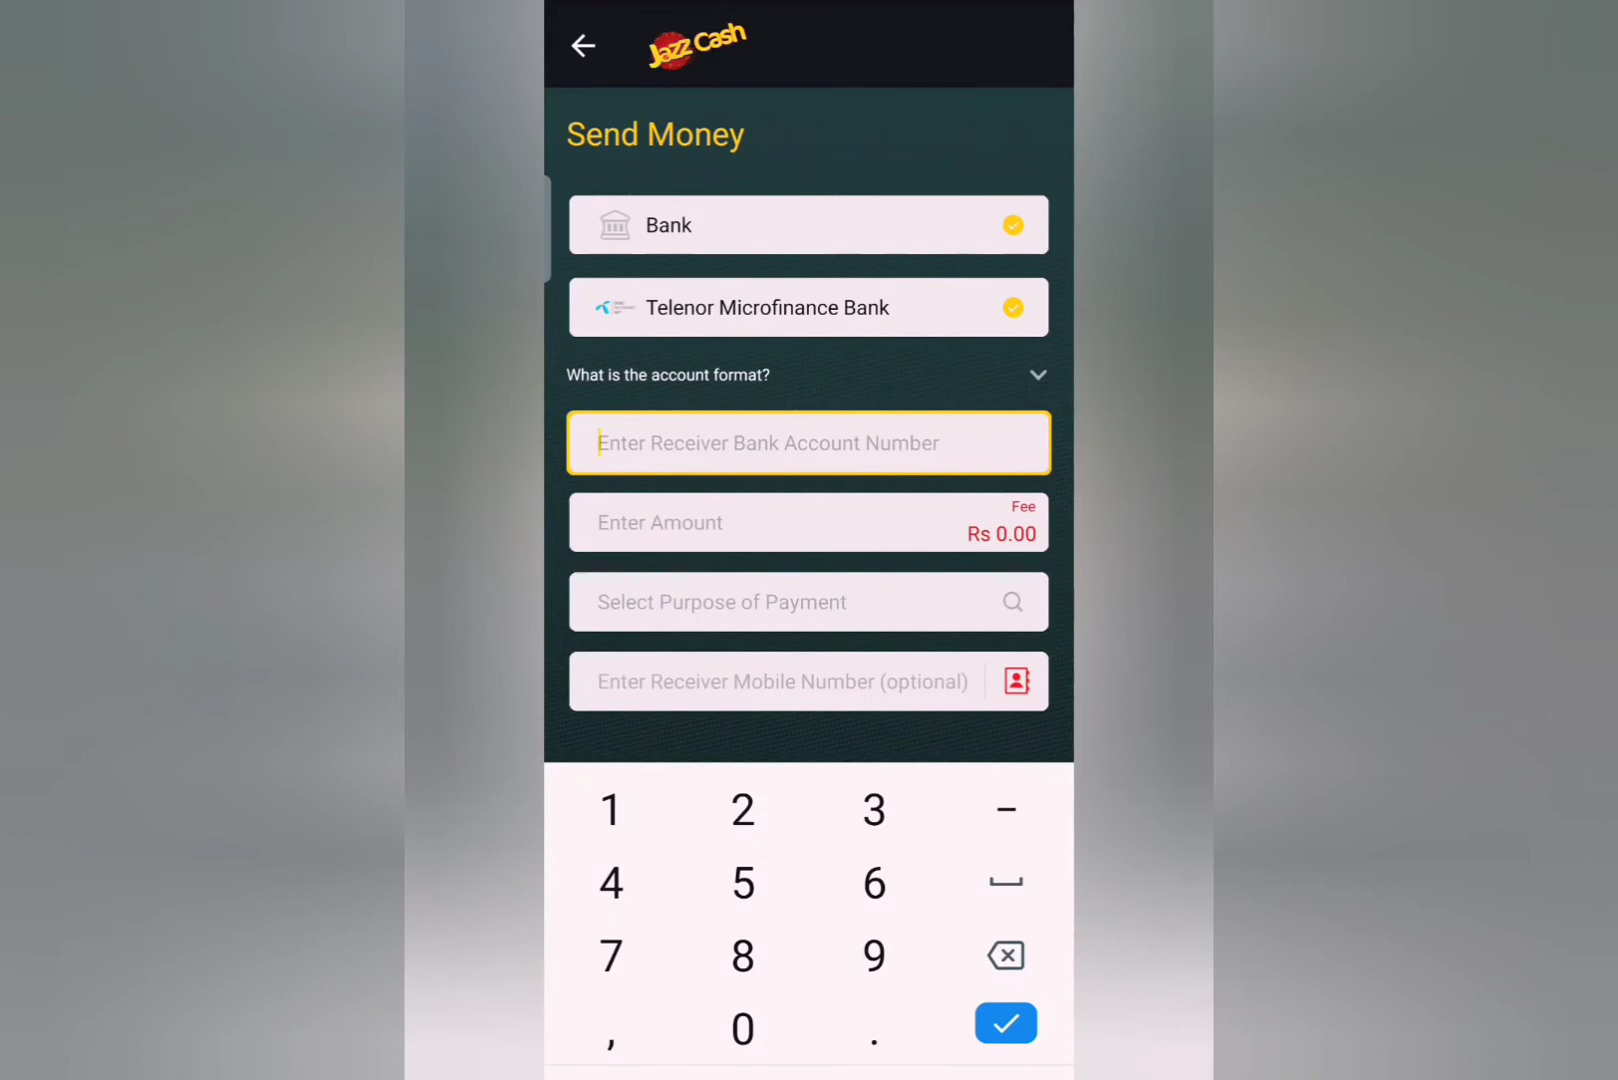 Jazz Cash
Send Money
Bank
Telenor Microfinance Bank
What is the account format?
Enter Receiver Bank Account Number
Enter Amount
Fee
Rs 0.00
Select Purpose of Payment
Enter Receiver Mobile Number (optional)
1 2 3 -
4 5 6
7 8 9
, 0 .